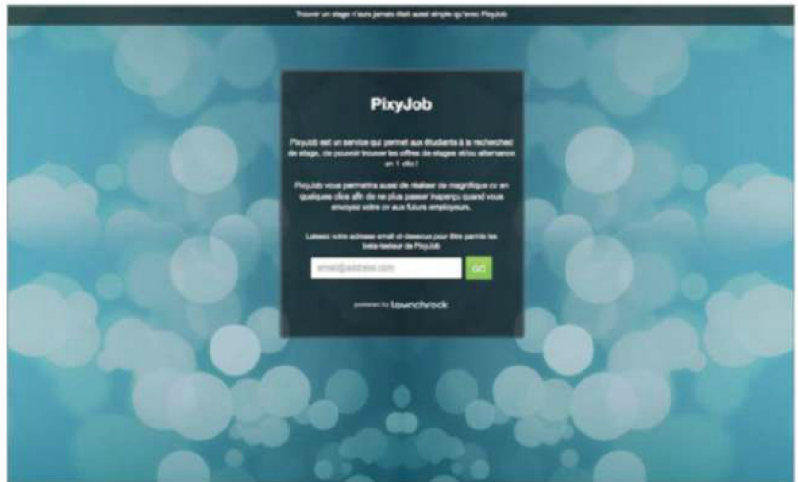 Trouver un stage n'aura jamais était aussi simple qu'avec PixyJob
PixyJob
PixyJob est un service qui permet aux étudiants à la recherched
de stage, de pouvoir trouver les offres de stages et/ou alternance
en 1 clic !
PixyJob vous permettra aussi de réaliser de magnifique cv en
quelques clics afin de ne plus passer inaperçu quand vous
envoyez votre cv aux future employeurs.
Laissez votre adresse email ci-dessous pour être parmis les
beta-testeur de PixyJob
email@address.com
GO
powered by launchrock